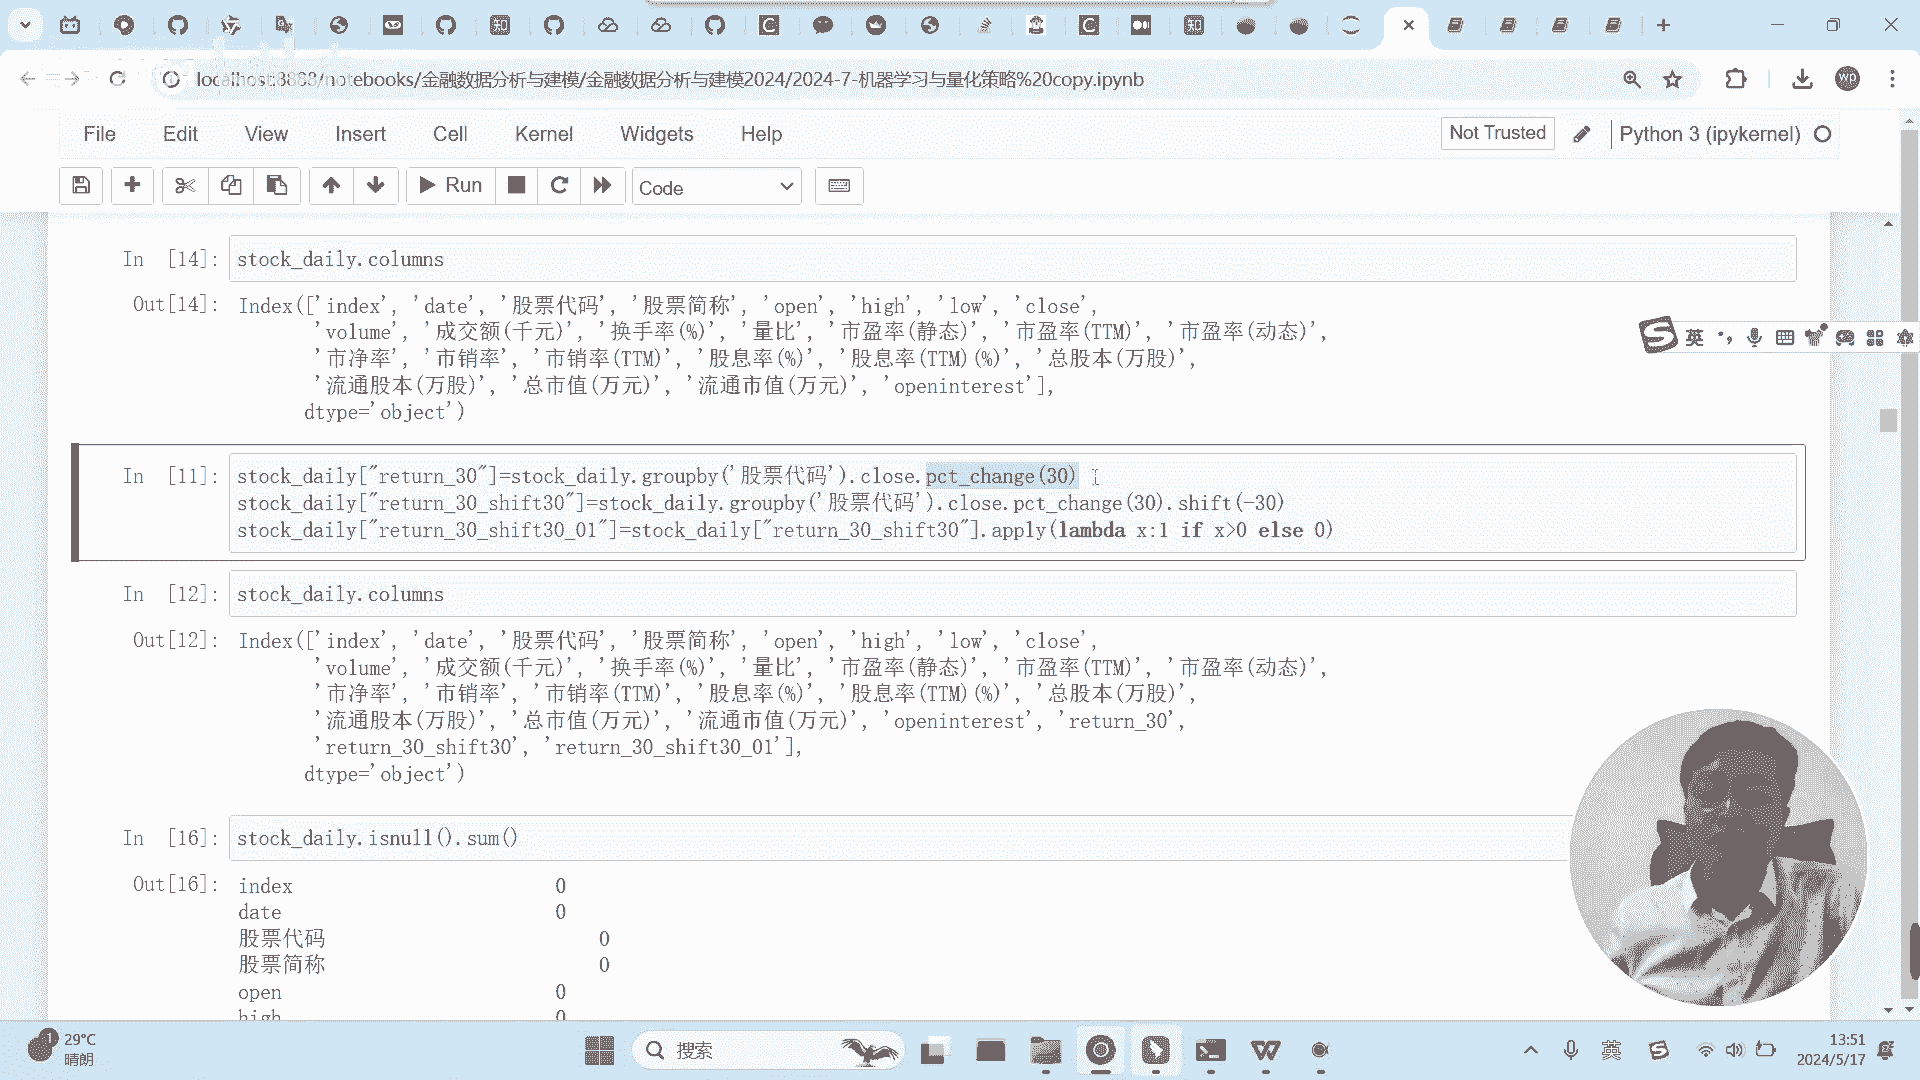 localhost:8888/notebooks/金融数据分析与建模/金融数据分析与建模2024/2024-7-机器学习与量化策略%20copy.ipynb
wp
File Edit View Insert Cell Kernel Widgets Help
Not Trusted
Python 3 (ipykernel)
Run
Code
In [14]: stock_daily.columns
Out[14]: Index(['index', 'date', '股票代码', '股票简称', 'open', 'high', 'low', 'close',
'volume', '成交额(千元)', '换手率(%)', '量比', '市盈率(静态)', '市盈率(TTM)', '市盈率(动态)',
'市净率', '市销率', '市销率(TTM)', '股息率(%)', '股息率(TTM)(%)', '总股本(万股)',
'流通股本(万股)', '总市值(万元)', '流通市值(万元)', 'openinterest'],
dtype='object')
英
In [11]: stock_daily["return_30"]=stock_daily.groupby('股票代码').close.pct_change(30)
stock_daily["return_30_shift30"]=stock_daily.groupby('股票代码').close.pct_change(30).shift(-30)
stock_daily["return_30_shift30_01"]=stock_daily["return_30_shift30"].apply(lambda x:1 if x>0 else 0)
In [12]: stock_daily.columns
Out[12]: Index(['index', 'date', '股票代码', '股票简称', 'open', 'high', 'low', 'close',
'volume', '成交额(千元)', '换手率(%)', '量比', '市盈率(静态)', '市盈率(TTM)', '市盈率(动态)',
'市净率', '市销率', '市销率(TTM)', '股息率(%)', '股息率(TTM)(%)', '总股本(万股)',
'流通股本(万股)', '总市值(万元)', '流通市值(万元)', 'openinterest', 'return_30',
'return_30_shift30', 'return_30_shift30_01'],
dtype='object')
In [16]: stock_daily.isnull().sum()
Out[16]: index 0
date 0
股票代码 0
股票简称 0
open 0
high 0
1
29°C
晴朗
搜索
英
13:51
2024/5/17